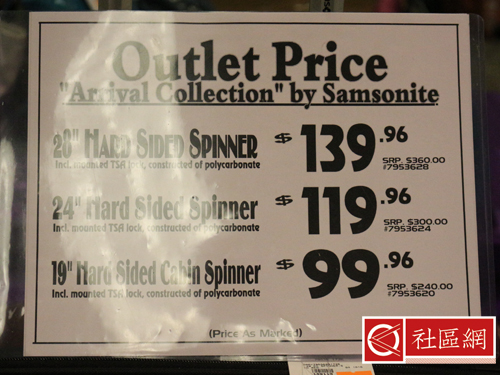 Outlet Price
"Arrival Collection" by Samsonite
28" HARD SIDED SPINNER $ 139.96
Incl. mounted TSA lock, constructed of polycarbonate SRP. $360.00
#7953628
24" Hard Sided Spinner $ 119.96
Incl. mounted TSA lock, constructed of polycarbonate SRP. $300.00
#7953624
19" Hard Sided Cabin Spinner $ 99.96
Incl. mounted TSA lock, constructed of polycarbonate SRP. $240.00
#7953620
(Price As Marked)
社區網